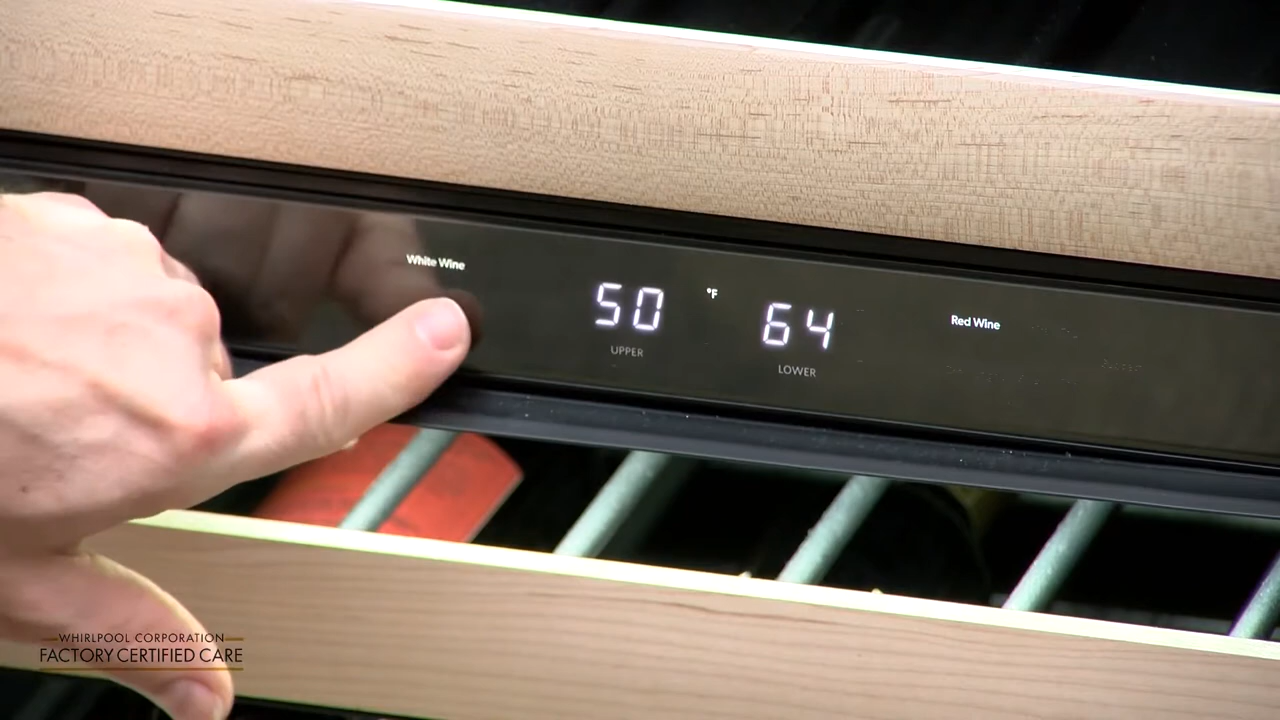 White Wine
50
°F
64
Red Wine
UPPER
LOWER
WHIRLPOOL CORPORATION
FACTORY CERTIFIED CARE